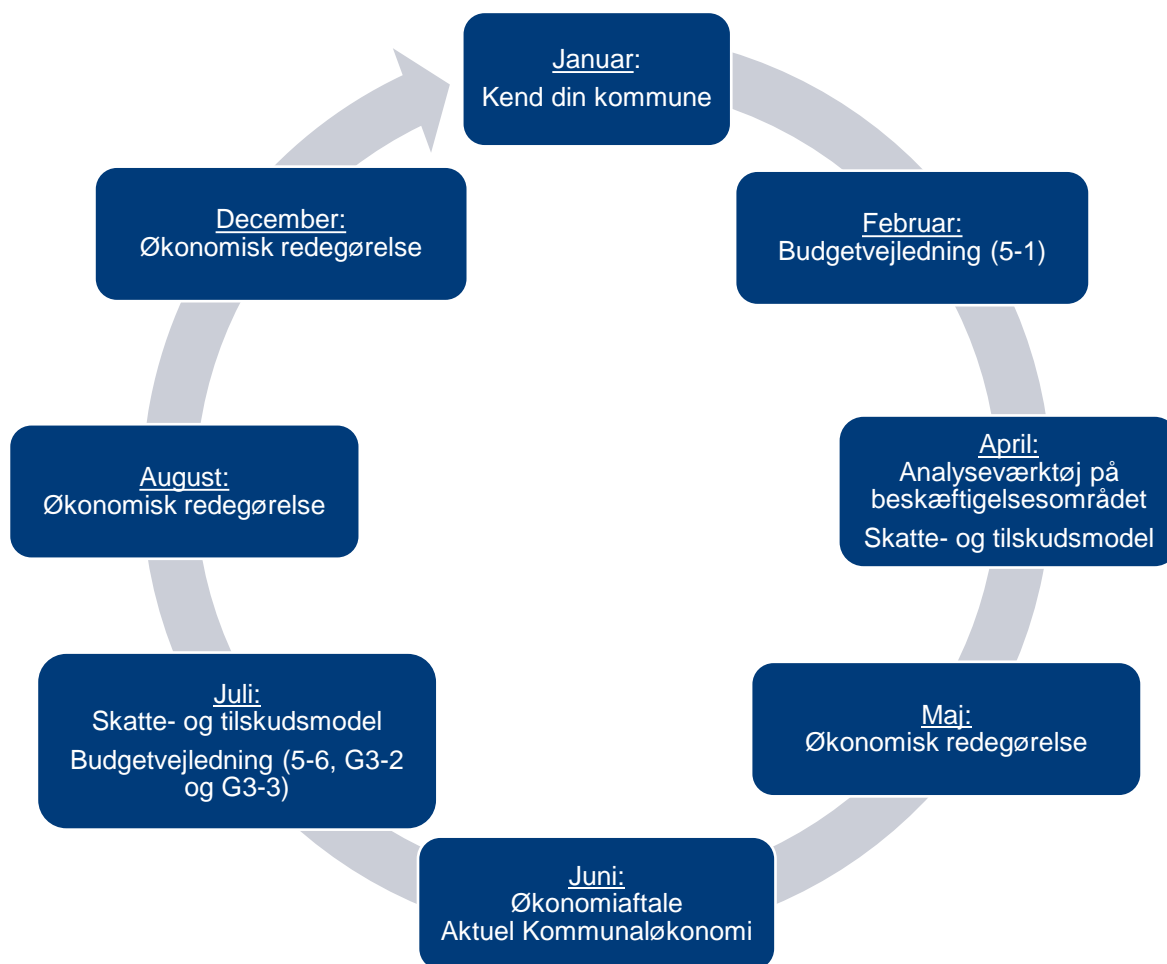 Januar:
Kend din kommune
Februar:
Budgetvejledning (5-1)
April:
Analyseværktøj på
beskæftigelsesområdet
Skatte- og tilskudsmodel
Maj:
Økonomisk redegørelse
Juni:
Økonomiaftale
Aktuel Kommunaløkonomi
Juli:
Skatte- og tilskudsmodel
Budgetvejledning (5-6, G3-2
og G3-3)
August:
Økonomisk redegørelse
December:
Økonomisk redegørelse